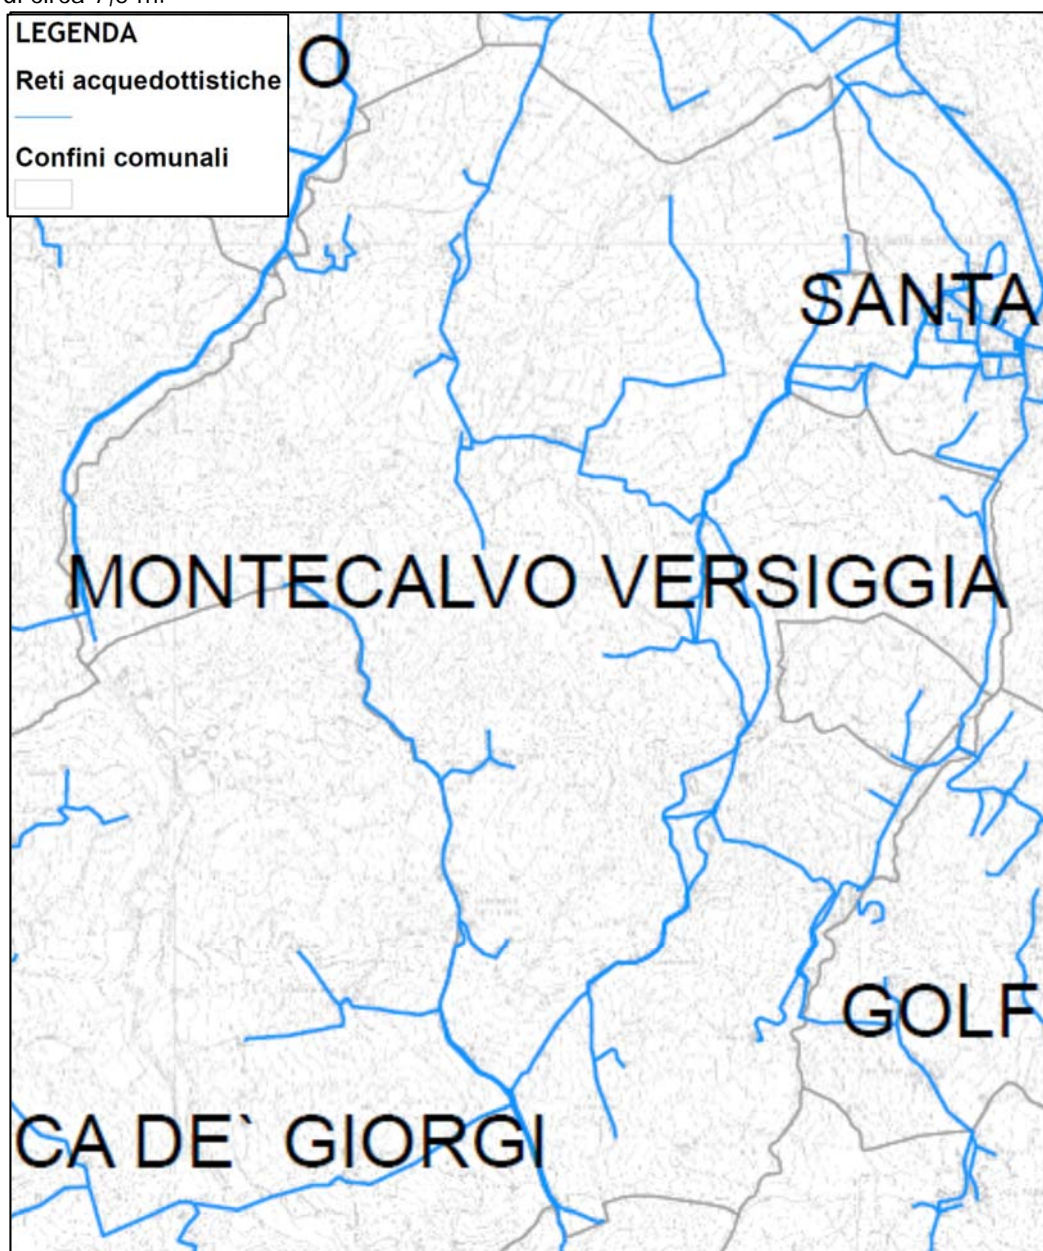 LEGENDA
Reti acquedottistiche
Confini comunali
O
SANTA
MONTECALVO VERSIGGIA
GOLF
CA DE` GIORGI